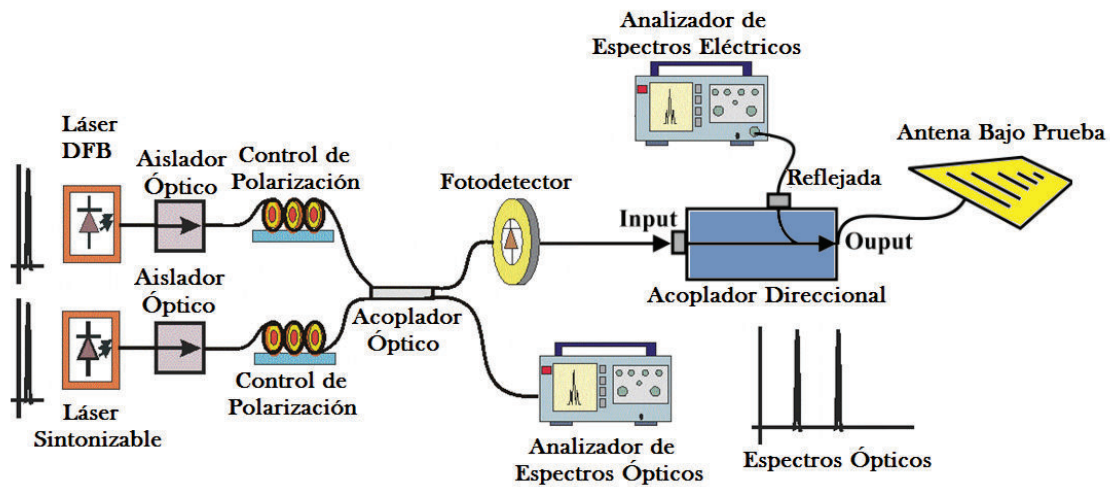 Analizador de
Espectros Eléctricos
Láser
DFB
Aislador
Óptico
Control de
Polarización
Fotodetector
Antena Bajo Prueba
Reflejada
Input
Ouput
Acoplador Direccional
Aislador
Óptico
Acoplador
Óptico
Control de
Polarización
Láser
Sintonizable
Analizador de
Espectros Ópticos
Espectros Ópticos